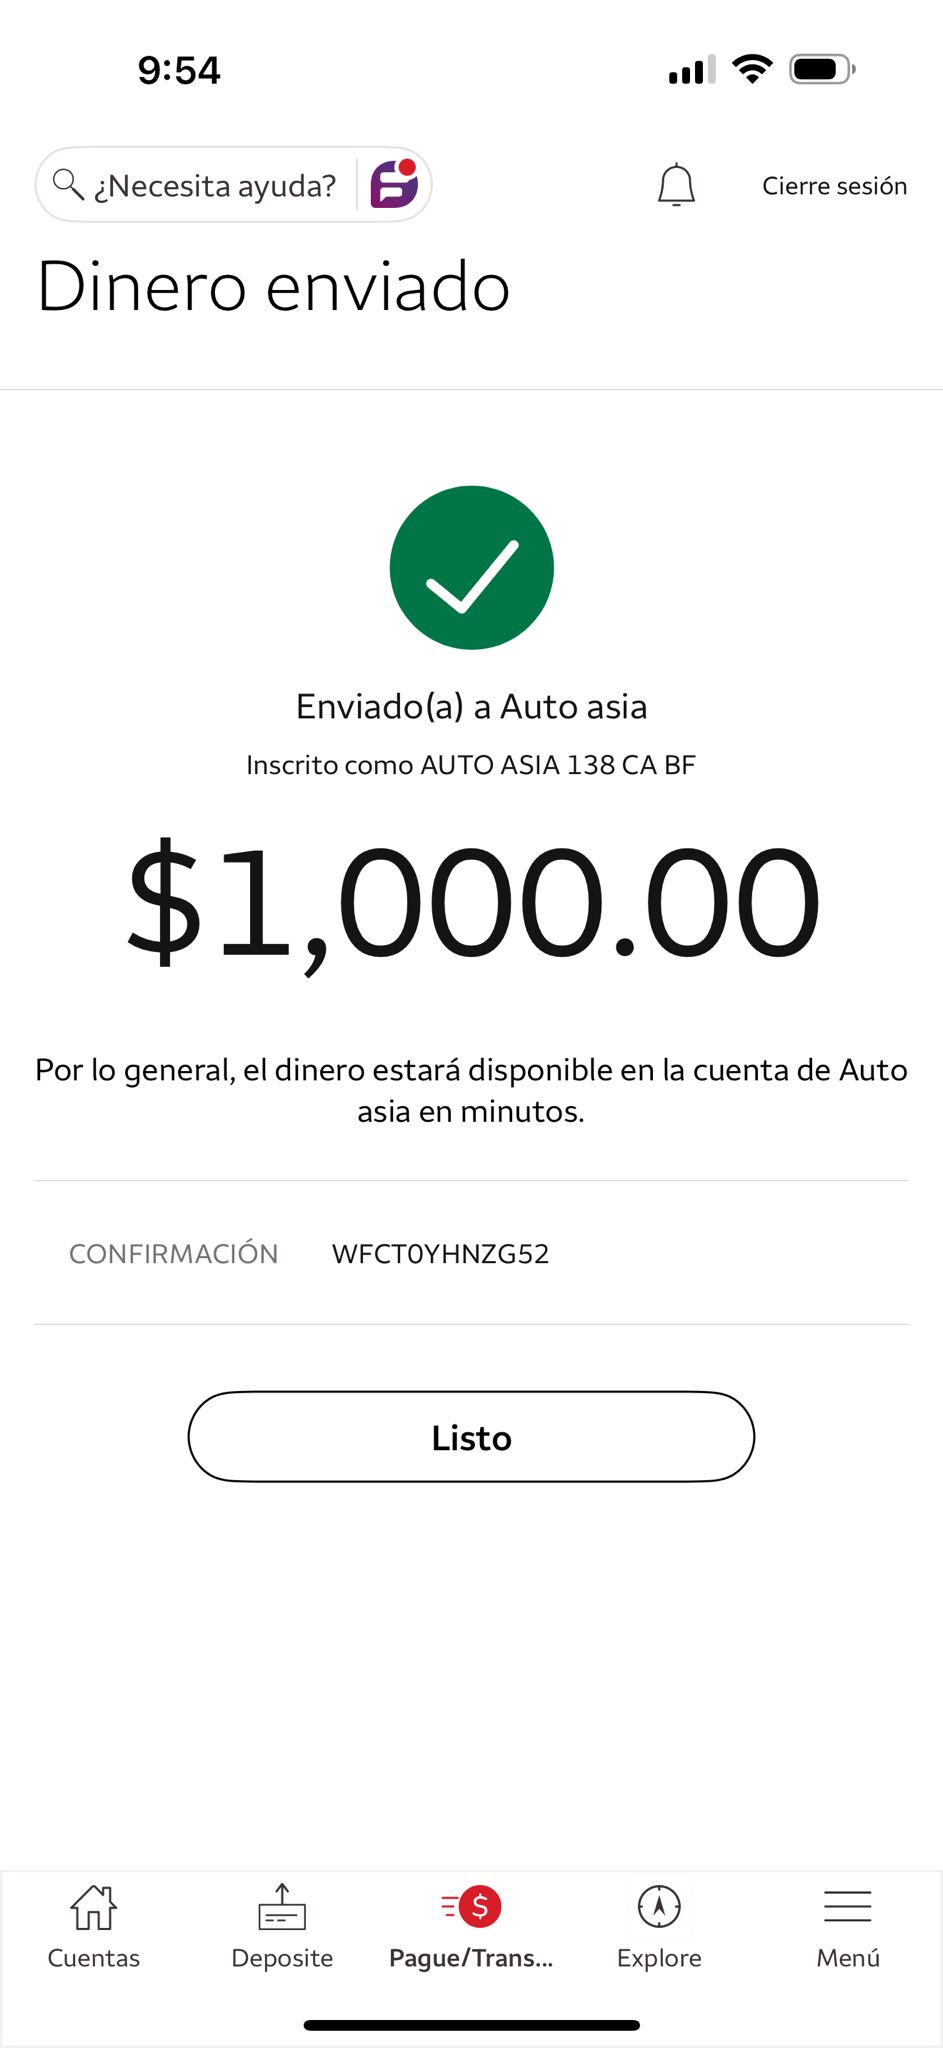 9:54
¿Necesita ayuda?
Cierre sesión
Dinero enviado
Enviado(a) a Auto asia
Inscrito como AUTO ASIA 138 CA BF
$1,000.00
Por lo general, el dinero estará disponible en la cuenta de Auto
asia en minutos.
CONFIRMACIÓN WFCT0YHNZG52
Listo
Cuentas Deposite Pague/Trans... Explore Menú